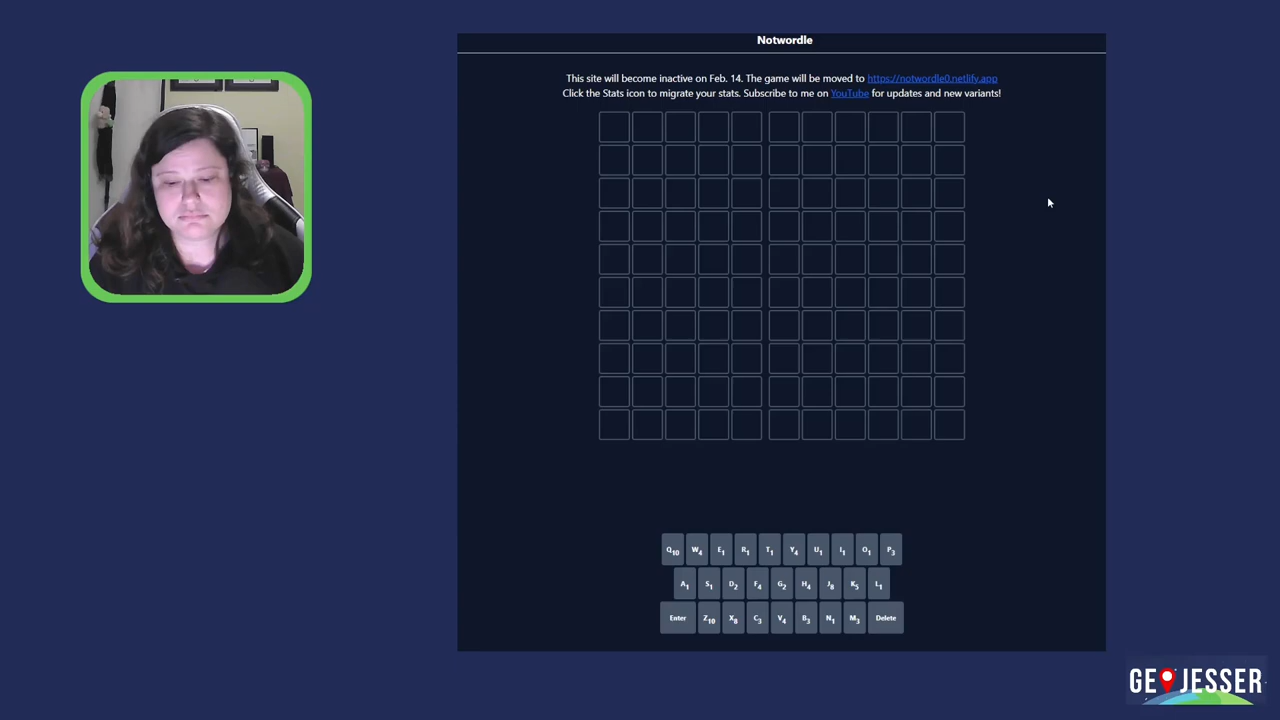 Notwordle
This site will become inactive on Feb. 14. The game will be moved to https://notwordle0.netlify.app
Click the Stats icon to migrate your stats. Subscribe to me on YouTube for updates and new variants!
Q10 W4 E1 R1 T1 Y4 U1 I1 O1 P3
A1 S1 D2 F4 G2 H4 J8 K5 L1
Enter Z10 X8 C3 V4 B3 N1 M3 Delete
GEOJESSER